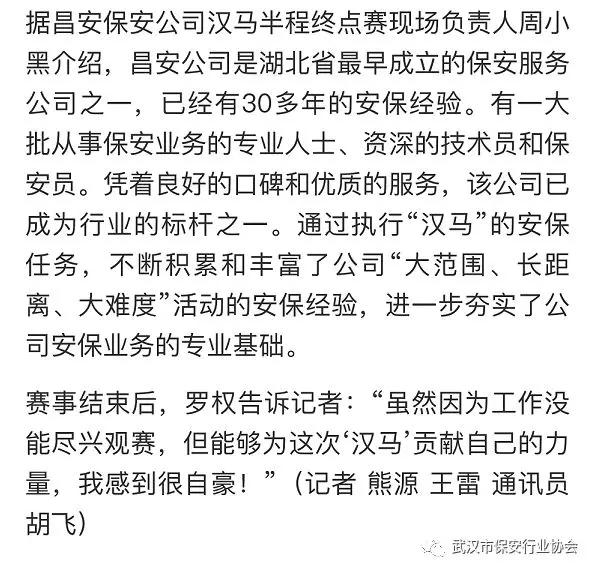 据昌安保安公司汉马半程终点赛现场负责人周小
黑介绍，昌安公司是湖北省最早成立的保安服务
公司之一，已经有30多年的安保经验。有一大
批从事保安业务的专业人士、资深的技术员和保
安员。凭着良好的口碑和优质的服务，该公司已
成为行业的标杆之一。通过执行“汉马”的安保
任务，不断积累和丰富了公司“大范围、长距
离、大难度”活动的安保经验，进一步夯实了公
司安保业务的专业基础。
赛事结束后，罗权告诉记者：“虽然因为工作没
能尽兴观赛，但能够为这次‘汉马’贡献自己的力
量，我感到很自豪！”（记者 熊源 王雷 通讯员
胡飞）
武汉市保安行业协会